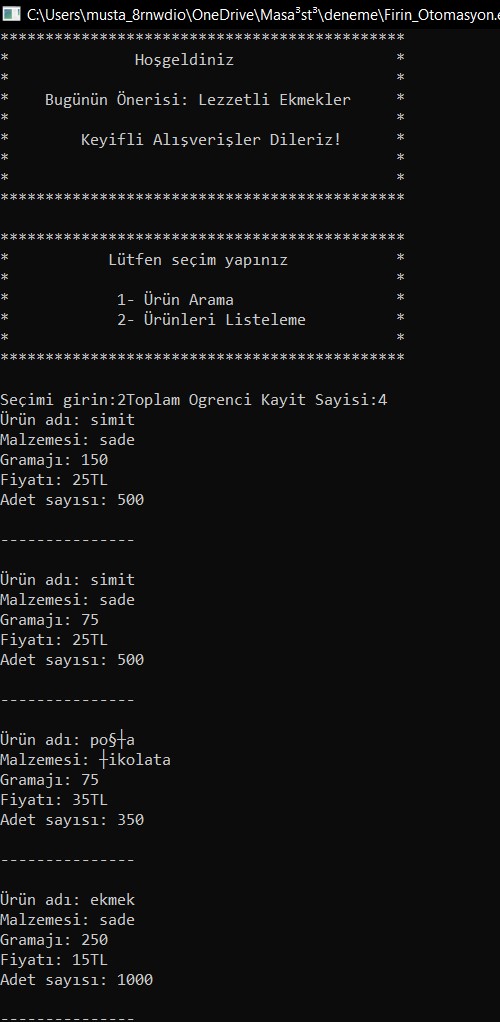 C:\Users\musta_8rnwdio\OneDrive\Masa³st³\deneme\Firin_Otomasyon.e
*********************************************
* Hoşgeldiniz *
* *
* Bugünün Önerisi: Lezzetli Ekmekler *
* *
* Keyifli Alışverişler Dileriz! *
* *
* *
*********************************************
*********************************************
* Lütfen seçim yapınız *
* *
* 1- Ürün Arama *
* 2- Ürünleri Listeleme *
* *
*********************************************
Seçimi girin:2Toplam Ogrenci Kayit Sayisi:4
Ürün adı: simit
Malzemesi: sade
Gramajı: 150
Fiyatı: 25TL
Adet sayısı: 500
---------------
Ürün adı: simit
Malzemesi: sade
Gramajı: 75
Fiyatı: 25TL
Adet sayısı: 500
---------------
Ürün adı: po§┼a
Malzemesi: ┼ikolata
Gramajı: 75
Fiyatı: 35TL
Adet sayısı: 350
---------------
Ürün adı: ekmek
Malzemesi: sade
Gramajı: 250
Fiyatı: 15TL
Adet sayısı: 1000
---------------